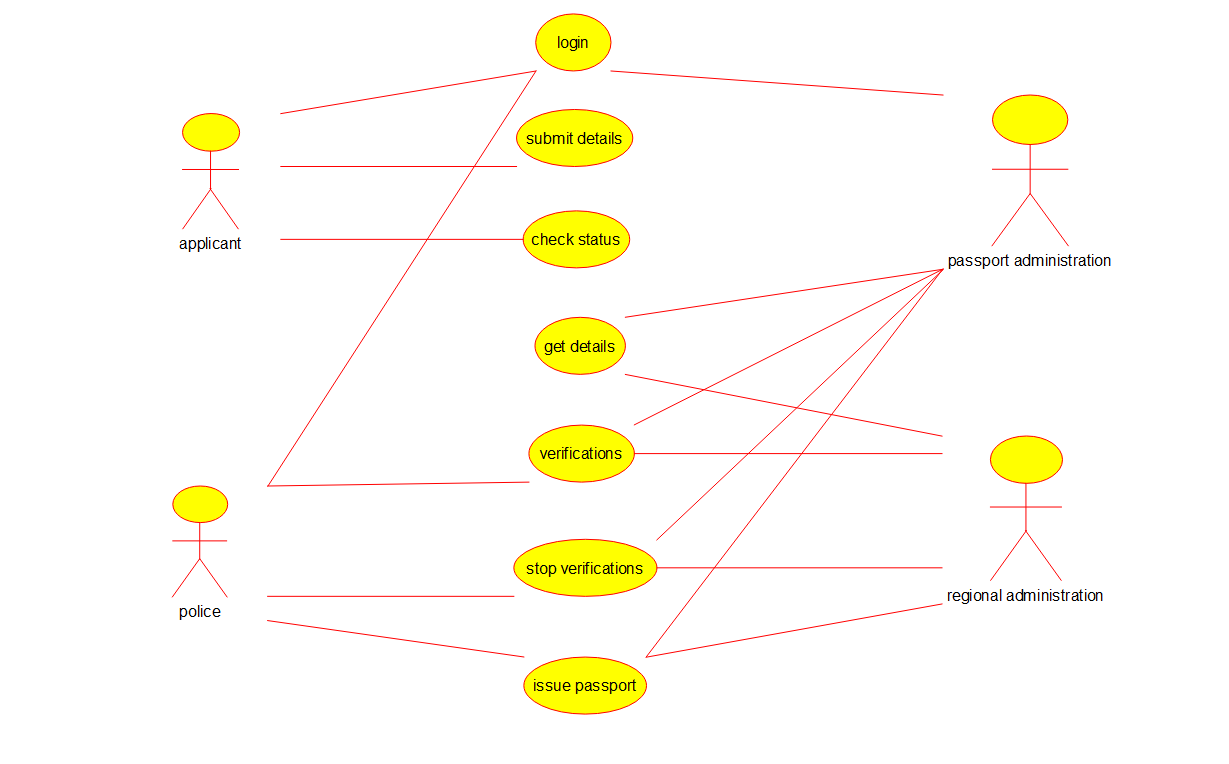 login
submit details
applicant
check status
passport administration
get details
verifications
stop verifications
regional administration
police
issue passport